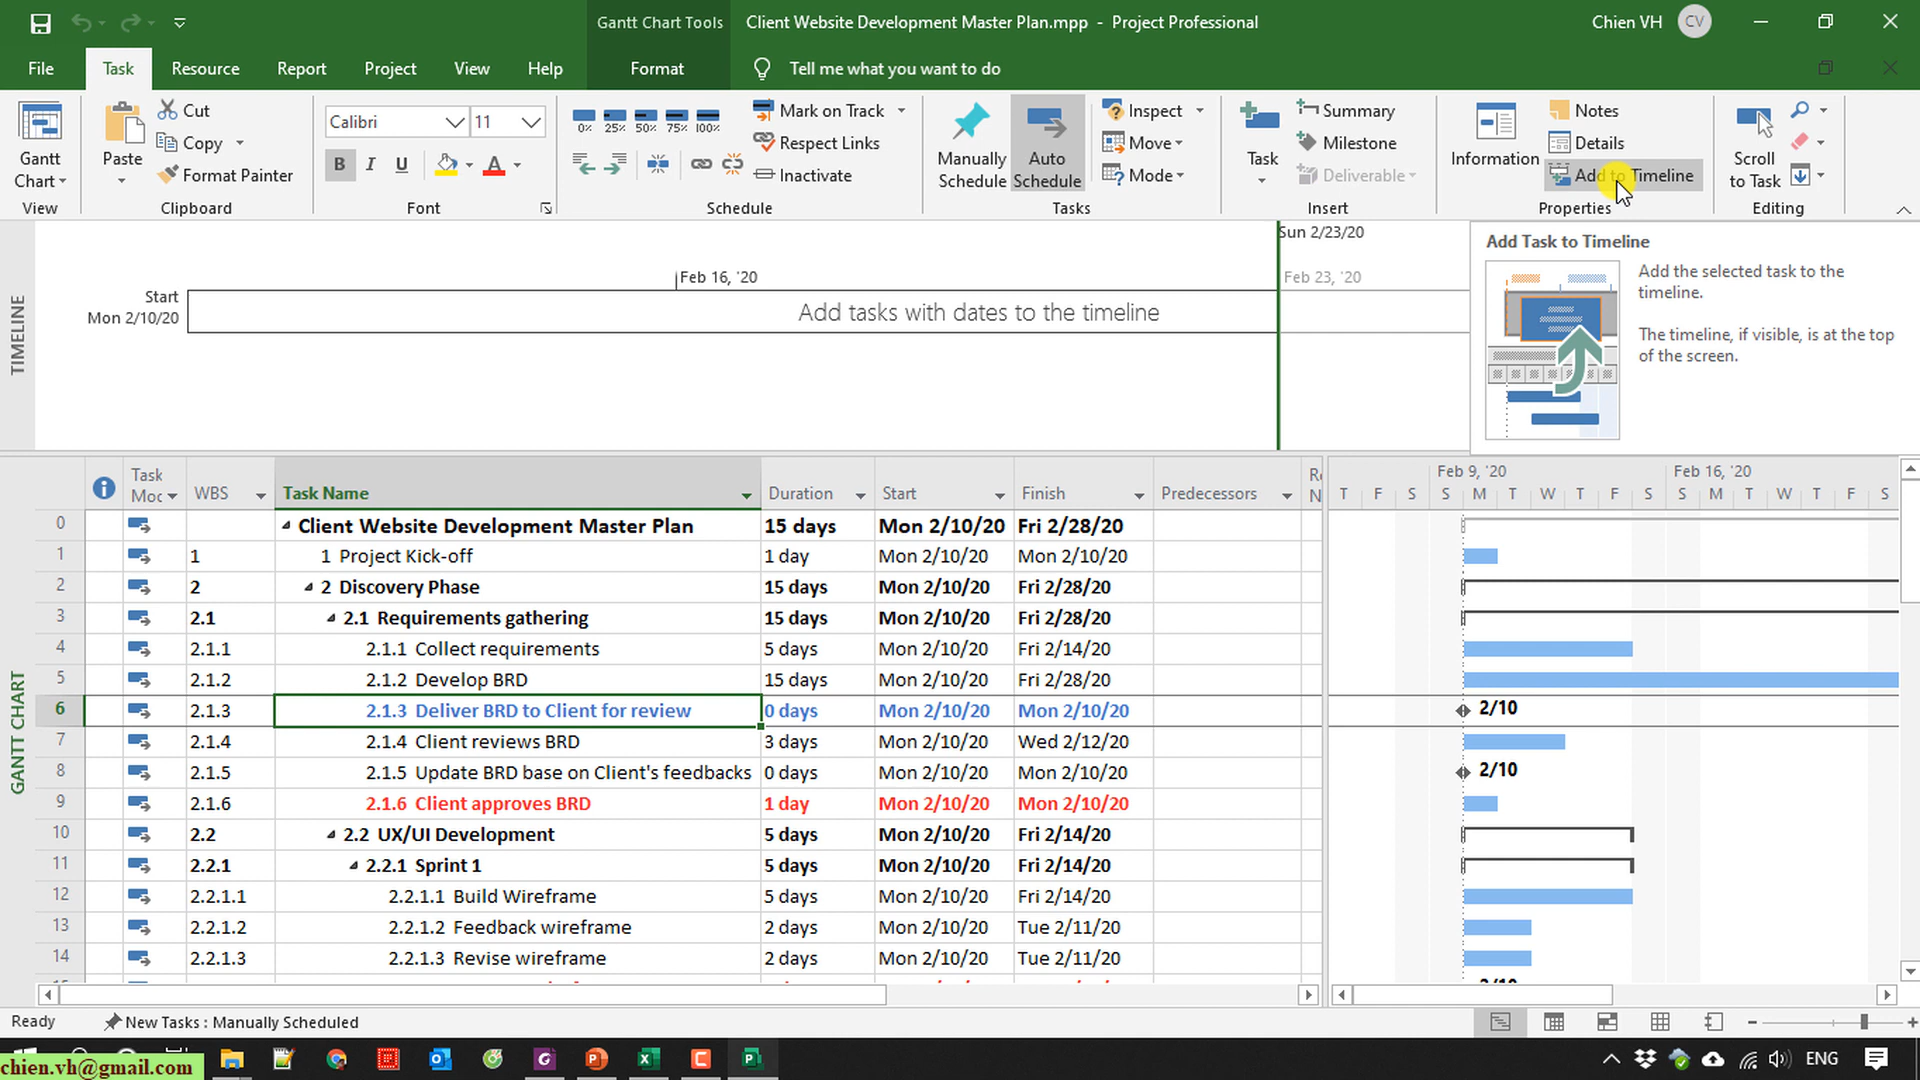 Gantt Chart Tools
Client Website Development Master Plan.mpp - Project Professional
Chien VH
CV
File
Task
Resource
Report
Project
View
Help
Format
Tell me what you want to do
Gantt
Chart
View
Paste
Cut
Copy
Format Painter
Clipboard
Calibri
11
B I U
A
Font
0% 25% 50% 75% 100%
Mark on Track
Respect Links
Inactivate
Schedule
Manually
Schedule
Auto
Schedule
Inspect
Move
Mode
Tasks
Task
Summary
Milestone
Deliverable
Insert
Information
Notes
Details
Add to Timeline
Properties
Scroll
to Task
Editing
TIMELINE
Start
Mon 2/10/20
Feb 16, '20
Sun 2/23/20
Feb 23, '20
Add tasks with dates to the timeline
Add Task to Timeline
Add the selected task to the
timeline.
The timeline, if visible, is at the top
of the screen.
GANTT CHART
Task
Moc WBS Task Name Duration Start Finish Predecessors
Feb 9, '20 Feb 16, '20
T F S S M T W T F S S M T W T F S
0 Client Website Development Master Plan 15 days Mon 2/10/20 Fri 2/28/20
1 1 1 Project Kick-off 1 day Mon 2/10/20 Mon 2/10/20
2 2 2 Discovery Phase 15 days Mon 2/10/20 Fri 2/28/20
3 2.1 2.1 Requirements gathering 15 days Mon 2/10/20 Fri 2/28/20
4 2.1.1 2.1.1 Collect requirements 5 days Mon 2/10/20 Fri 2/14/20
5 2.1.2 2.1.2 Develop BRD 15 days Mon 2/10/20 Fri 2/28/20
6 2.1.3 2.1.3 Deliver BRD to Client for review 0 days Mon 2/10/20 Mon 2/10/20 2/10
7 2.1.4 2.1.4 Client reviews BRD 3 days Mon 2/10/20 Wed 2/12/20
8 2.1.5 2.1.5 Update BRD base on Client's feedbacks 0 days Mon 2/10/20 Mon 2/10/20 2/10
9 2.1.6 2.1.6 Client approves BRD 1 day Mon 2/10/20 Mon 2/10/20
10 2.2 2.2 UX/UI Development 5 days Mon 2/10/20 Fri 2/14/20
11 2.2.1 2.2.1 Sprint 1 5 days Mon 2/10/20 Fri 2/14/20
12 2.2.1.1 2.2.1.1 Build Wireframe 5 days Mon 2/10/20 Fri 2/14/20
13 2.2.1.2 2.2.1.2 Feedback wireframe 2 days Mon 2/10/20 Tue 2/11/20
14 2.2.1.3 2.2.1.3 Revise wireframe 2 days Mon 2/10/20 Tue 2/11/20
Ready
New Tasks : Manually Scheduled
chien.vh@gmail.com
ENG